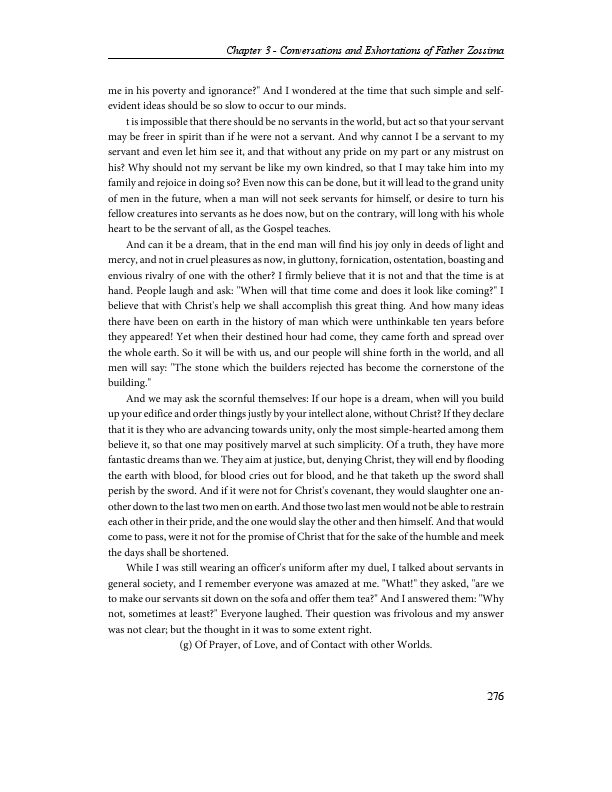 Chapter 3 - Conversations and Exhortations of Father Zossima
me in his poverty and ignorance?" And I wondered at the time that such simple and self-
evident ideas should be so slow to occur to our minds.
t is impossible that there should be no servants in the world, but act so that your servant
may be freer in spirit than if he were not a servant. And why cannot I be a servant to my
servant and even let him see it, and that without any pride on my part or any mistrust on
his? Why should not my servant be like my own kindred, so that I may take him into my
family and rejoice in doing so? Even now this can be done, but it will lead to the grand unity
of men in the future, when a man will not seek servants for himself, or desire to turn his
fellow creatures into servants as he does now, but on the contrary, will long with his whole
heart to be the servant of all, as the Gospel teaches.
And can it be a dream, that in the end man will find his joy only in deeds of light and
mercy, and not in cruel pleasures as now, in gluttony, fornication, ostentation, boasting and
envious rivalry of one with the other? I firmly believe that it is not and that the time is at
hand. People laugh and ask: "When will that time come and does it look like coming?" I
believe that with Christ's help we shall accomplish this great thing. And how many ideas
there have been on earth in the history of man which were unthinkable ten years before
they appeared! Yet when their destined hour had come, they came forth and spread over
the whole earth. So it will be with us, and our people will shine forth in the world, and all
men will say: "The stone which the builders rejected has become the cornerstone of the
building."
And we may ask the scornful themselves: If our hope is a dream, when will you build
up your edifice and order things justly by your intellect alone, without Christ? If they declare
that it is they who are advancing towards unity, only the most simple-hearted among them
believe it, so that one may positively marvel at such simplicity. Of a truth, they have more
fantastic dreams than we. They aim at justice, but, denying Christ, they will end by flooding
the earth with blood, for blood cries out for blood, and he that taketh up the sword shall
perish by the sword. And if it were not for Christ's covenant, they would slaughter one an-
other down to the last two men on earth. And those two last men would not be able to restrain
each other in their pride, and the one would slay the other and then himself. And that would
come to pass, were it not for the promise of Christ that for the sake of the humble and meek
the days shall be shortened.
While I was still wearing an officer's uniform after my duel, I talked about servants in
general society, and I remember everyone was amazed at me. "What!" they asked, "are we
to make our servants sit down on the sofa and offer them tea?" And I answered them: "Why
not, sometimes at least?" Everyone laughed. Their question was frivolous and my answer
was not clear; but the thought in it was to some extent right.
(g) Of Prayer, of Love, and of Contact with other Worlds.
276